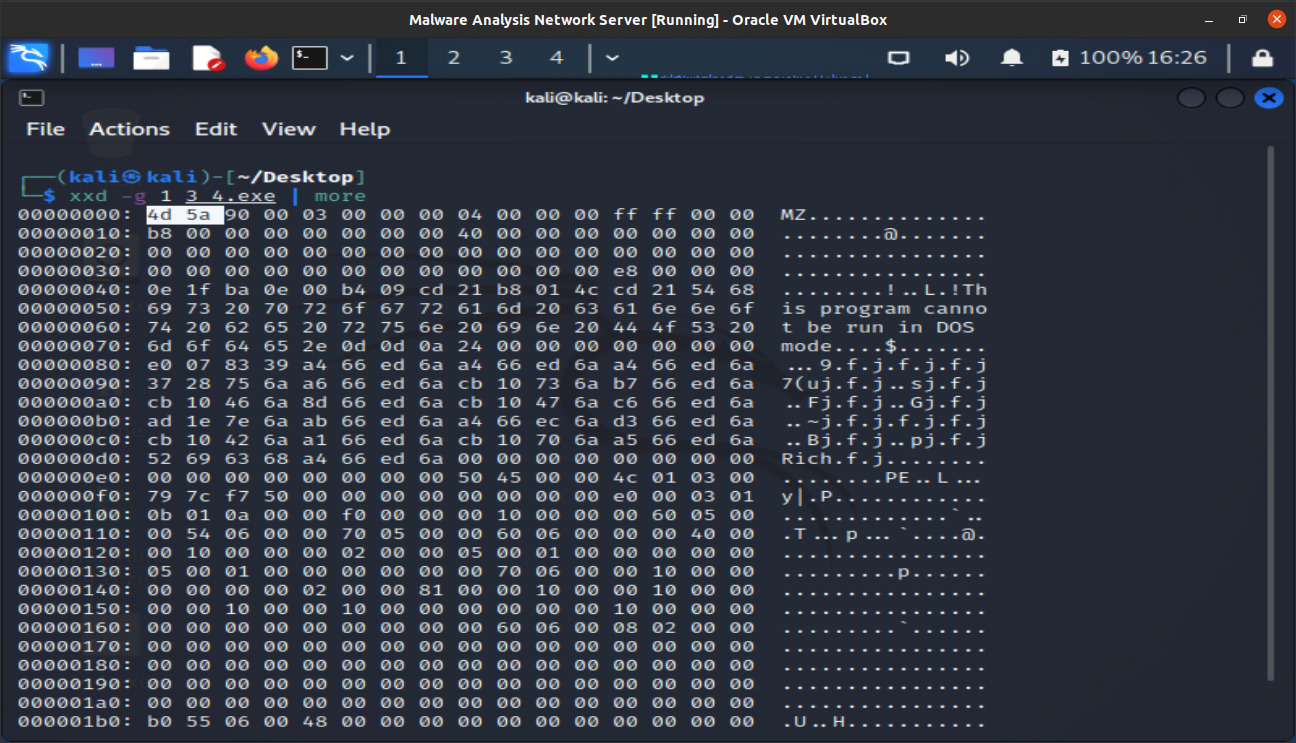 Malware Analysis Network Server [Running] - Oracle VM VirtualBox
1 2 3 4 100% 16:26
kali@kali: ~/Desktop
File Actions Edit View Help
┌──(kali㉿kali)-[~/Desktop]
└─$ xxd -g 1 3_4.exe | more
00000000: 4d 5a 90 00 03 00 00 00 04 00 00 00 ff ff 00 00  MZ..............
00000010: b8 00 00 00 00 00 00 00 40 00 00 00 00 00 00 00  ........@.......
00000020: 00 00 00 00 00 00 00 00 00 00 00 00 00 00 00 00  ................
00000030: 00 00 00 00 00 00 00 00 00 00 00 00 e8 00 00 00  ................
00000040: 0e 1f ba 0e 00 b4 09 cd 21 b8 01 4c cd 21 54 68  ........!..L.!Th
00000050: 69 73 20 70 72 6f 67 72 61 6d 20 63 61 6e 6e 6f  is program canno
00000060: 74 20 62 65 20 72 75 6e 20 69 6e 20 44 4f 53 20  t be run in DOS
00000070: 6d 6f 64 65 2e 0d 0d 0a 24 00 00 00 00 00 00 00  mode....$.......
00000080: e0 07 83 39 a4 66 ed 6a a4 66 ed 6a a4 66 ed 6a  ...9.f.j.f.j.f.j
00000090: 37 28 75 6a a6 66 ed 6a cb 10 73 6a b7 66 ed 6a  7(uj.f.j..sj.f.j
000000a0: cb 10 46 6a 8d 66 ed 6a cb 10 47 6a c6 66 ed 6a  ..Fj.f.j..Gj.f.j
000000b0: ad 1e 7e 6a ab 66 ed 6a a4 66 ec 6a d3 66 ed 6a  ..~j.f.j.f.j.f.j
000000c0: cb 10 42 6a a1 66 ed 6a cb 10 70 6a a5 66 ed 6a  ..Bj.f.j..pj.f.j
000000d0: 52 69 63 68 a4 66 ed 6a 00 00 00 00 00 00 00 00  Rich.f.j........
000000e0: 00 00 00 00 00 00 00 00 50 45 00 00 4c 01 03 00  ........PE..L...
000000f0: 79 7c f7 50 00 00 00 00 00 00 00 00 e0 00 03 01  y|.P............
00000100: 0b 01 0a 00 00 f0 00 00 00 10 00 00 00 60 05 00  .............`..
00000110: 00 54 06 00 00 70 05 00 00 60 06 00 00 00 40 00  .T...p...`....@.
00000120: 00 10 00 00 00 02 00 00 05 00 01 00 00 00 00 00  ................
00000130: 05 00 01 00 00 00 00 00 00 70 06 00 00 10 00 00  .........p......
00000140: 00 00 00 00 02 00 00 81 00 00 10 00 00 10 00 00  ................
00000150: 00 00 10 00 00 10 00 00 00 00 00 00 10 00 00 00  ................
00000160: 00 00 00 00 00 00 00 00 00 60 06 00 08 02 00 00  .........`......
00000170: 00 00 00 00 00 00 00 00 00 00 00 00 00 00 00 00  ................
00000180: 00 00 00 00 00 00 00 00 00 00 00 00 00 00 00 00  ................
00000190: 00 00 00 00 00 00 00 00 00 00 00 00 00 00 00 00  ................
000001a0: 00 00 00 00 00 00 00 00 00 00 00 00 00 00 00 00  ................
000001b0: b0 55 06 00 48 00 00 00 00 00 00 00 00 00 00 00  .U..H...........